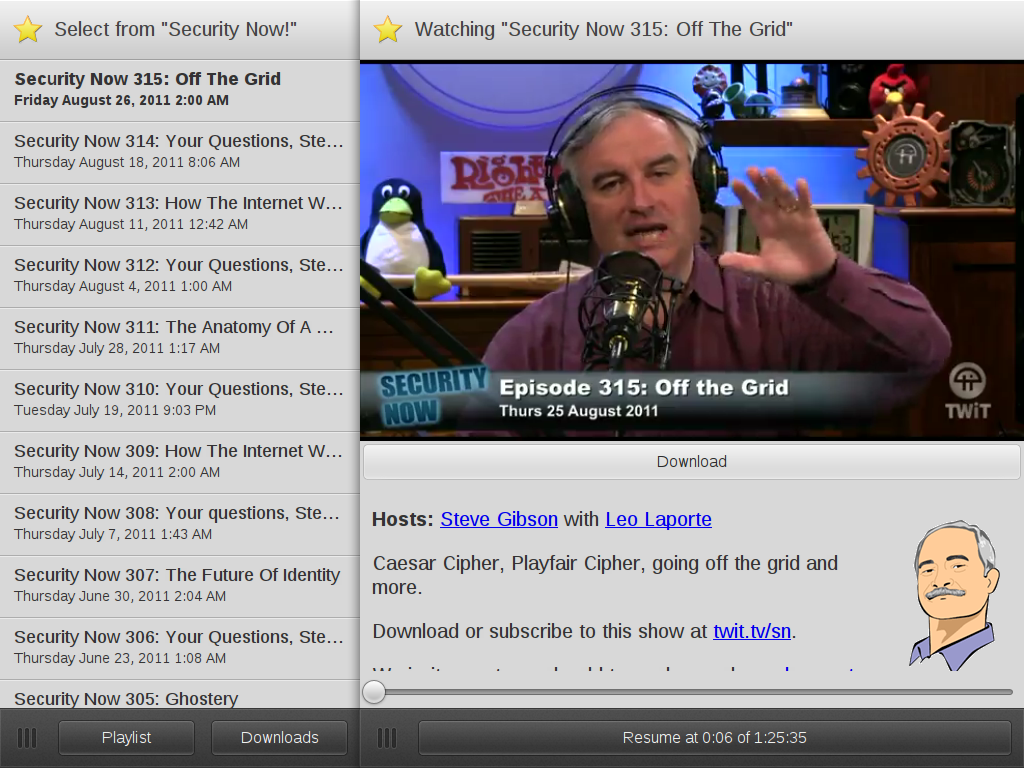 Select from "Security Now!"
Security Now 315: Off The Grid
Friday August 26, 2011 2:00 AM
Security Now 314: Your Questions, Ste…
Thursday August 18, 2011 8:06 AM
Security Now 313: How The Internet W…
Thursday August 11, 2011 12:42 AM
Security Now 312: Your Questions, Ste…
Thursday August 4, 2011 1:00 AM
Security Now 311: The Anatomy Of A …
Thursday July 28, 2011 1:17 AM
Security Now 310: Your Questions, Ste…
Tuesday July 19, 2011 9:03 PM
Security Now 309: How The Internet W…
Thursday July 14, 2011 2:00 AM
Security Now 308: Your questions, Ste…
Thursday July 7, 2011 1:43 AM
Security Now 307: The Future Of Identity
Thursday June 30, 2011 2:04 AM
Security Now 306: Your Questions, Ste…
Thursday June 23, 2011 1:08 AM
Security Now 305: Ghostery
Playlist
Downloads
Watching "Security Now 315: Off The Grid"
SECURITY
NOW
Episode 315: Off the Grid
Thurs 25 August 2011
TWiT
Download
Hosts: Steve Gibson with Leo Laporte
Caesar Cipher, Playfair Cipher, going off the grid and
more.
Download or subscribe to this show at twit.tv/sn.
Resume at 0:06 of 1:25:35